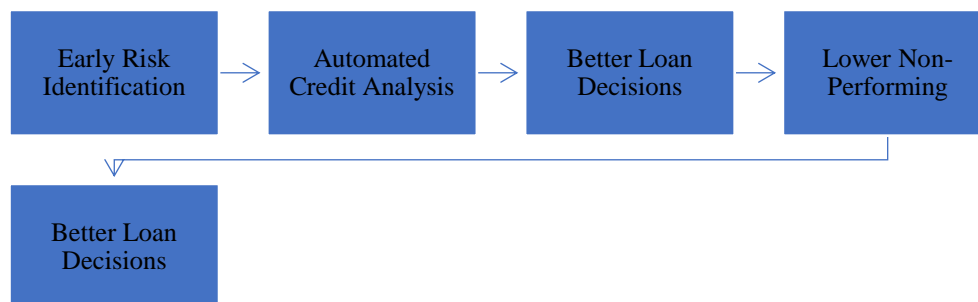 Early Risk
Identification
Automated
Credit Analysis
Better Loan
Decisions
Lower Non-
Performing
Better Loan
Decisions